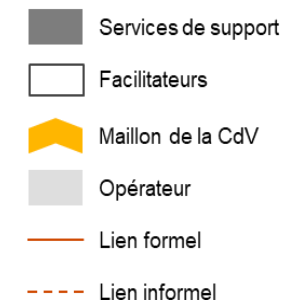 Services de support
Facilitateurs
Maillon de la CdV
Opérateur
Lien formel
Lien informel